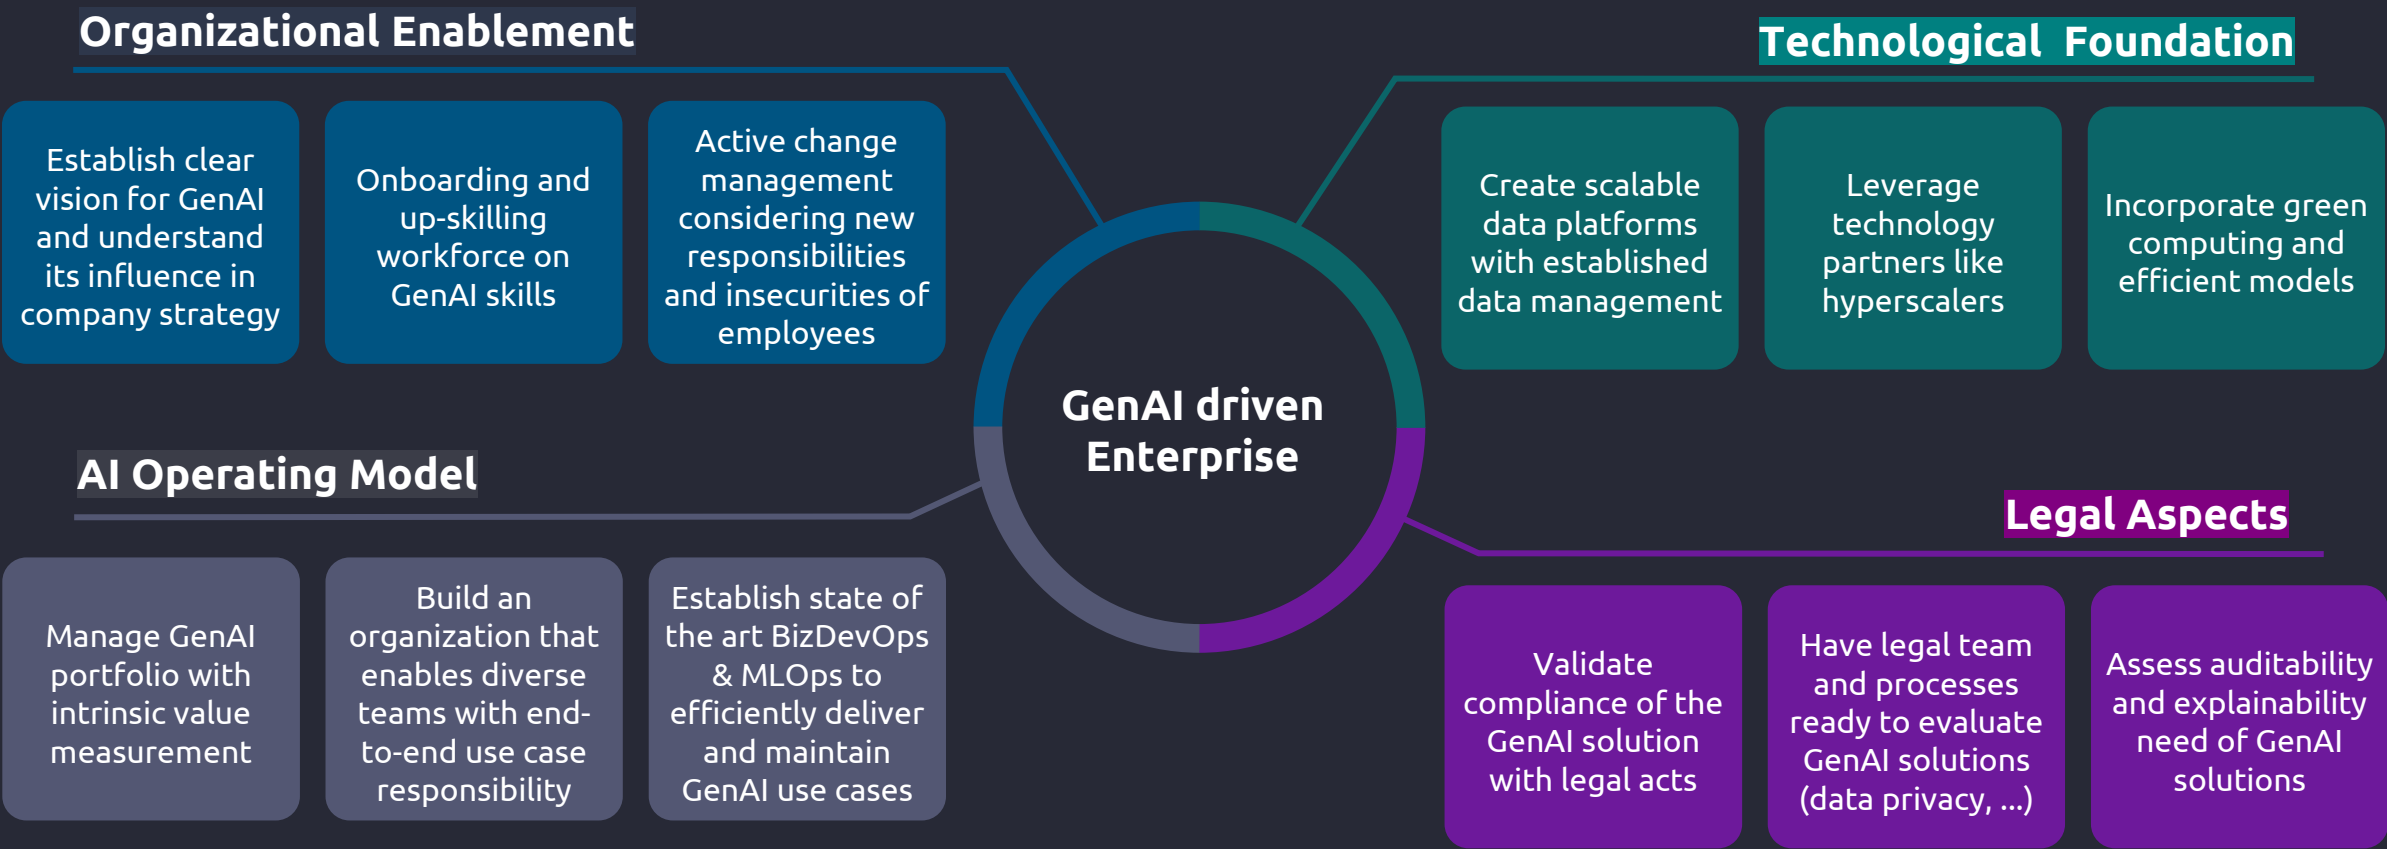 Organizational Enablement
Establish clear
vision for GenAI
and understand
its influence in
company strategy
Onboarding and
up-skilling
workforce on
GenAI skills
Active change
management
considering new
responsibilities
and insecurities of
employees
Technological  Foundation
Create scalable
data platforms
with established
data management
Leverage
technology
partners like
hyperscalers
Incorporate green
computing and
efficient models
GenAI driven
Enterprise
AI Operating Model
Manage GenAI
portfolio with
intrinsic value
measurement
Build an
organization that
enables diverse
teams with end-
to-end use case
responsibility
Establish state of
the art BizDevOps
& MLOps to
efficiently deliver
and maintain
GenAI use cases
Legal Aspects
Validate
compliance of the
GenAI solution
with legal acts
Have legal team
and processes
ready to evaluate
GenAI solutions
(data privacy, ...)
Assess auditability
and explainability
need of GenAI
solutions